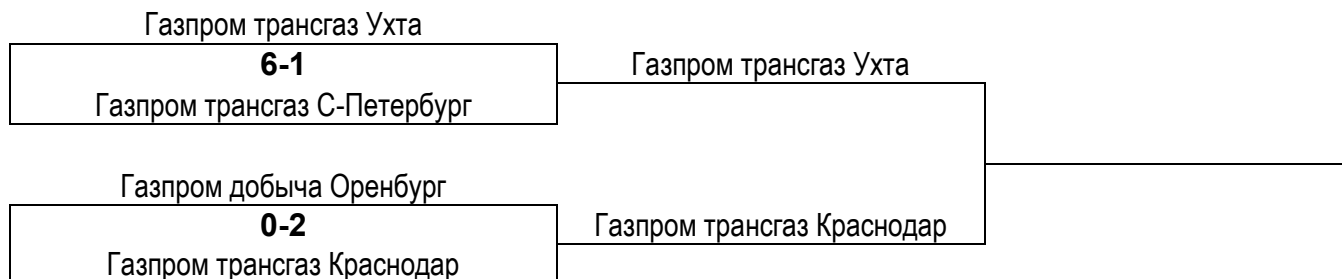 Газпром трансгаз Ухта
6-1
Газпром трансгаз С-Петербург
Газпром трансгаз Ухта
Газпром добыча Оренбург
0-2
Газпром трансгаз Краснодар
Газпром трансгаз Краснодар